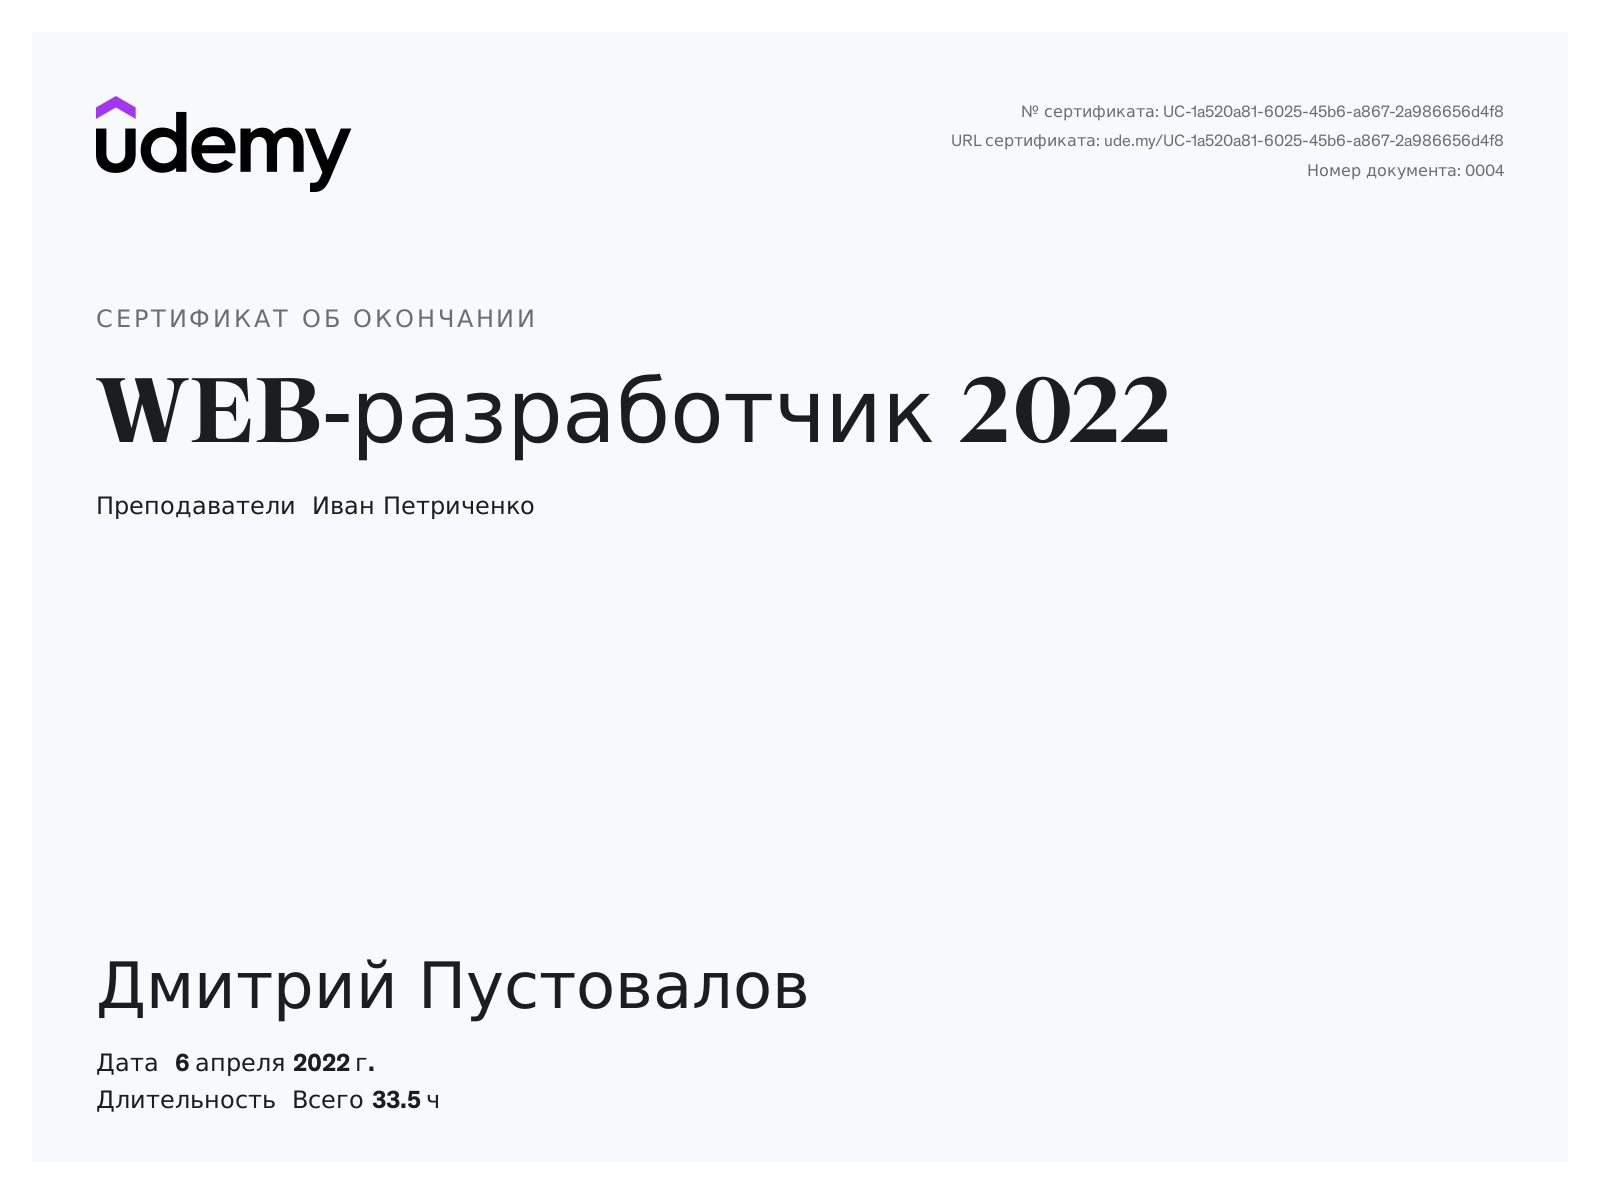 udemy
№ сертификата: UC-1a520a81-6025-45b6-a867-2a986656d4f8
URL сертификата: ude.my/UC-1a520a81-6025-45b6-a867-2a986656d4f8
Номер документа: 0004
СЕРТИФИКАТ ОБ ОКОНЧАНИИ
WEB-разработчик 2022
Преподаватели Иван Петриченко
Дмитрий Пустовалов
Дата 6 апреля 2022 г.
Длительность Всего 33.5 ч